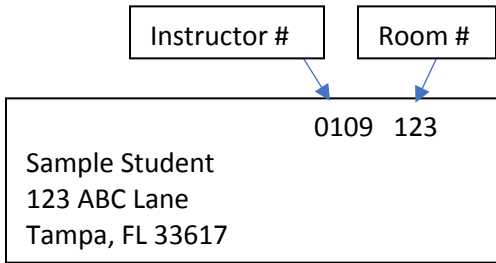 Instructor # Room #
0109 123
Sample Student
123 ABC Lane
Tampa, FL 33617